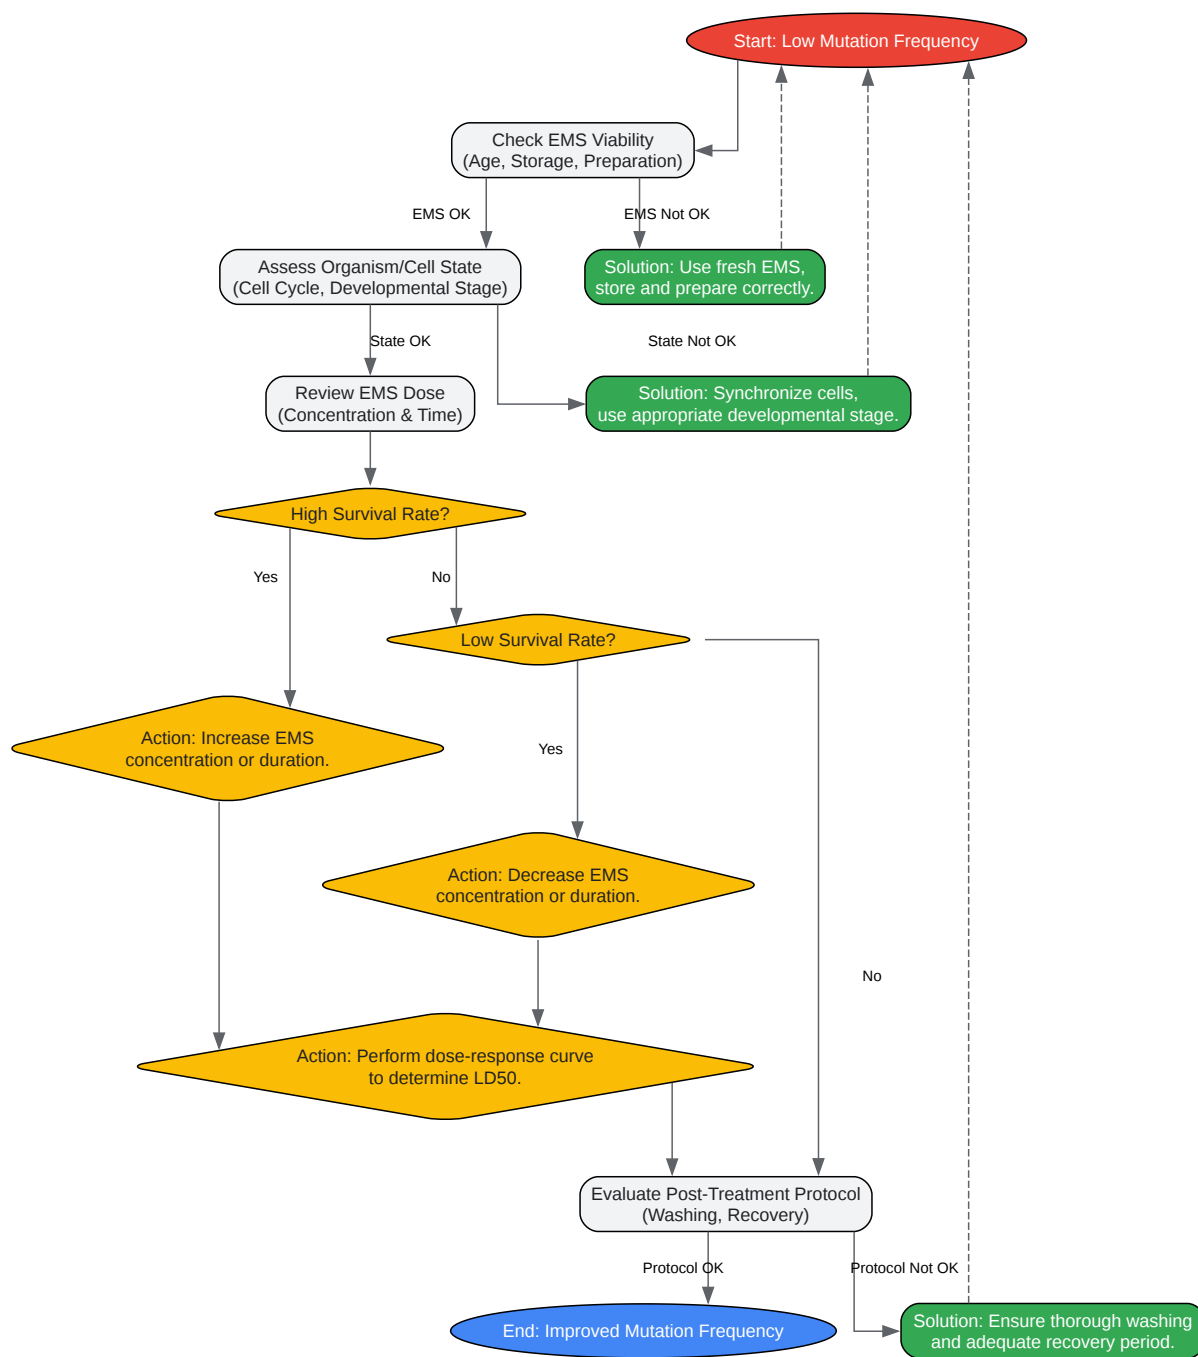 Start: Low Mutation Frequency
Check EMS Viability
(Age, Storage, Preparation)
EMS OK
EMS Not OK
Assess Organism/Cell State
(Cell Cycle, Developmental Stage)
Solution: Use fresh EMS,
store and prepare correctly.
State OK
State Not OK
Review EMS Dose
(Concentration & Time)
Solution: Synchronize cells,
use appropriate developmental stage.
High Survival Rate?
Yes
No
Low Survival Rate?
Action: Increase EMS
concentration or duration.
Yes
Action: Decrease EMS
concentration or duration.
No
Action: Perform dose-response curve
to determine LD50.
Evaluate Post-Treatment Protocol
(Washing, Recovery)
Protocol OK
Protocol Not OK
End: Improved Mutation Frequency
Solution: Ensure thorough washing
and adequate recovery period.